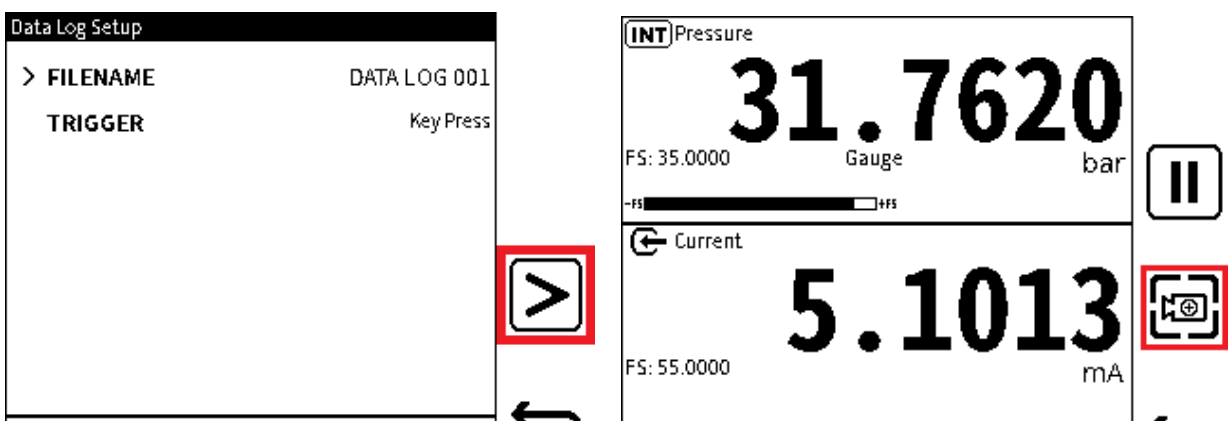 Data Log Setup
> FILENAME DATA LOG 001
TRIGGER Key Press
INT Pressure
31.7620
FS: 35.0000 Gauge bar
-FS +FS
Current
5.1013
FS: 55.0000 mA